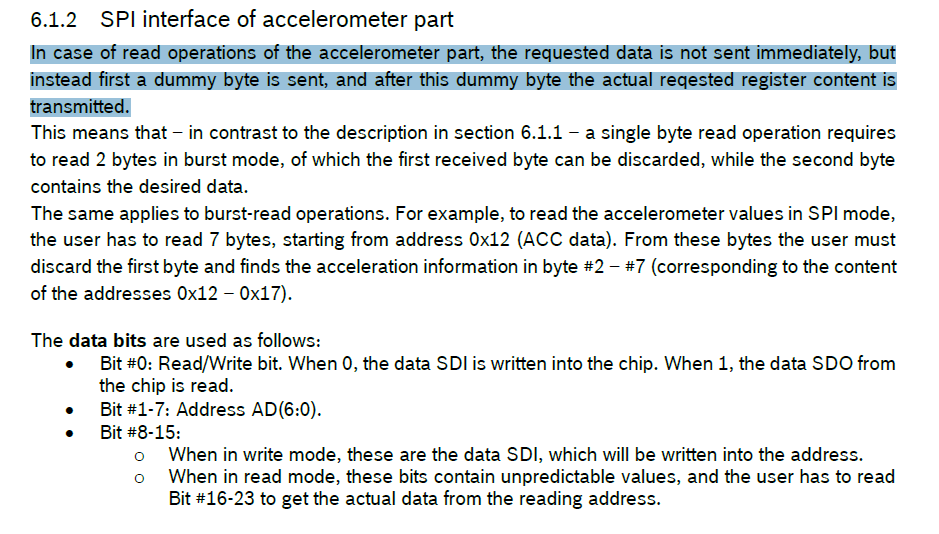 6.1.2 SPI interface of accelerometer part
In case of read operations of the accelerometer part, the requested data is not sent immediately, but
instead first a dummy byte is sent, and after this dummy byte the actual reqested register content is
transmitted.
This means that – in contrast to the description in section 6.1.1 – a single byte read operation requires
to read 2 bytes in burst mode, of which the first received byte can be discarded, while the second byte
contains the desired data.
The same applies to burst-read operations. For example, to read the accelerometer values in SPI mode,
the user has to read 7 bytes, starting from address 0x12 (ACC data). From these bytes the user must
discard the first byte and finds the acceleration information in byte #2 – #7 (corresponding to the content
of the addresses 0x12 – 0x17).
The data bits are used as follows:
• Bit #0: Read/Write bit. When 0, the data SDI is written into the chip. When 1, the data SDO from
the chip is read.
• Bit #1-7: Address AD(6:0).
• Bit #8-15:
o When in write mode, these are the data SDI, which will be written into the address.
o When in read mode, these bits contain unpredictable values, and the user has to read
Bit #16-23 to get the actual data from the reading address.